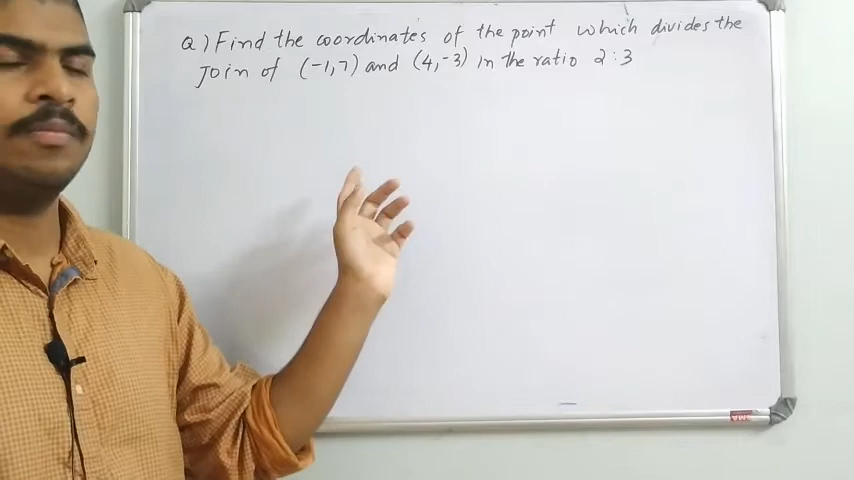 Q) Find the coordinates of the point which divides the
Join of (-1,7) and (4,-3) in the ratio 2:3